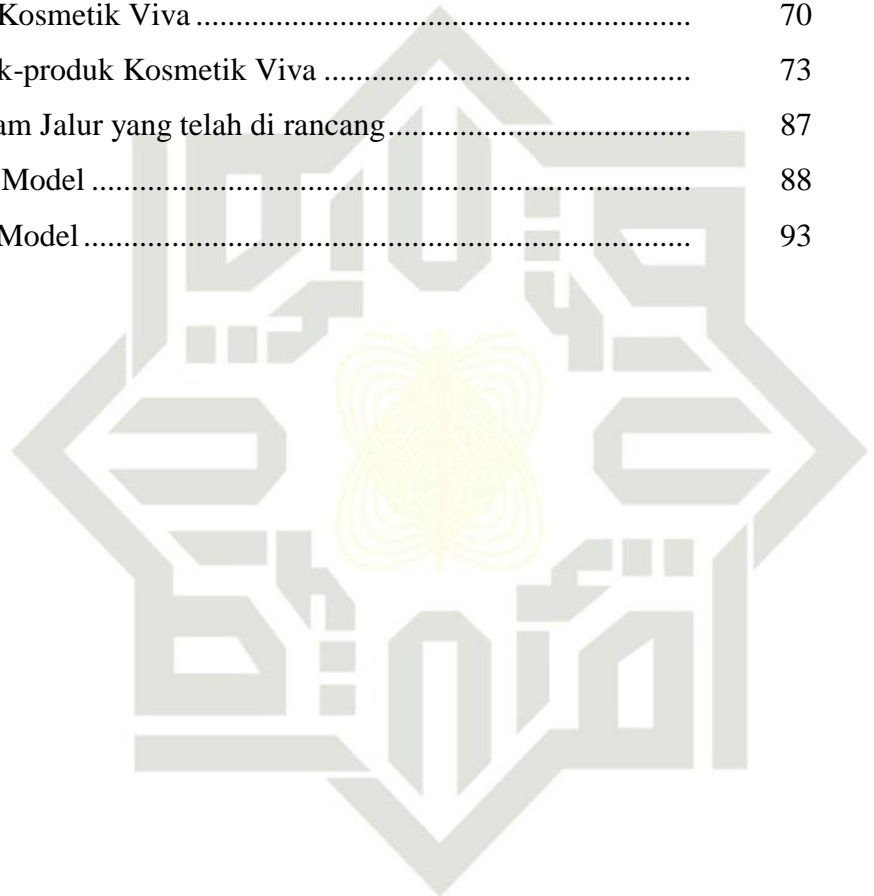 Kosmetik Viva ........................................................................ 70
k-produk Kosmetik Viva ........................................................ 73
am Jalur yang telah di rancang.............................................. 87
Model ..................................................................................... 88
Model ...................................................................................... 93